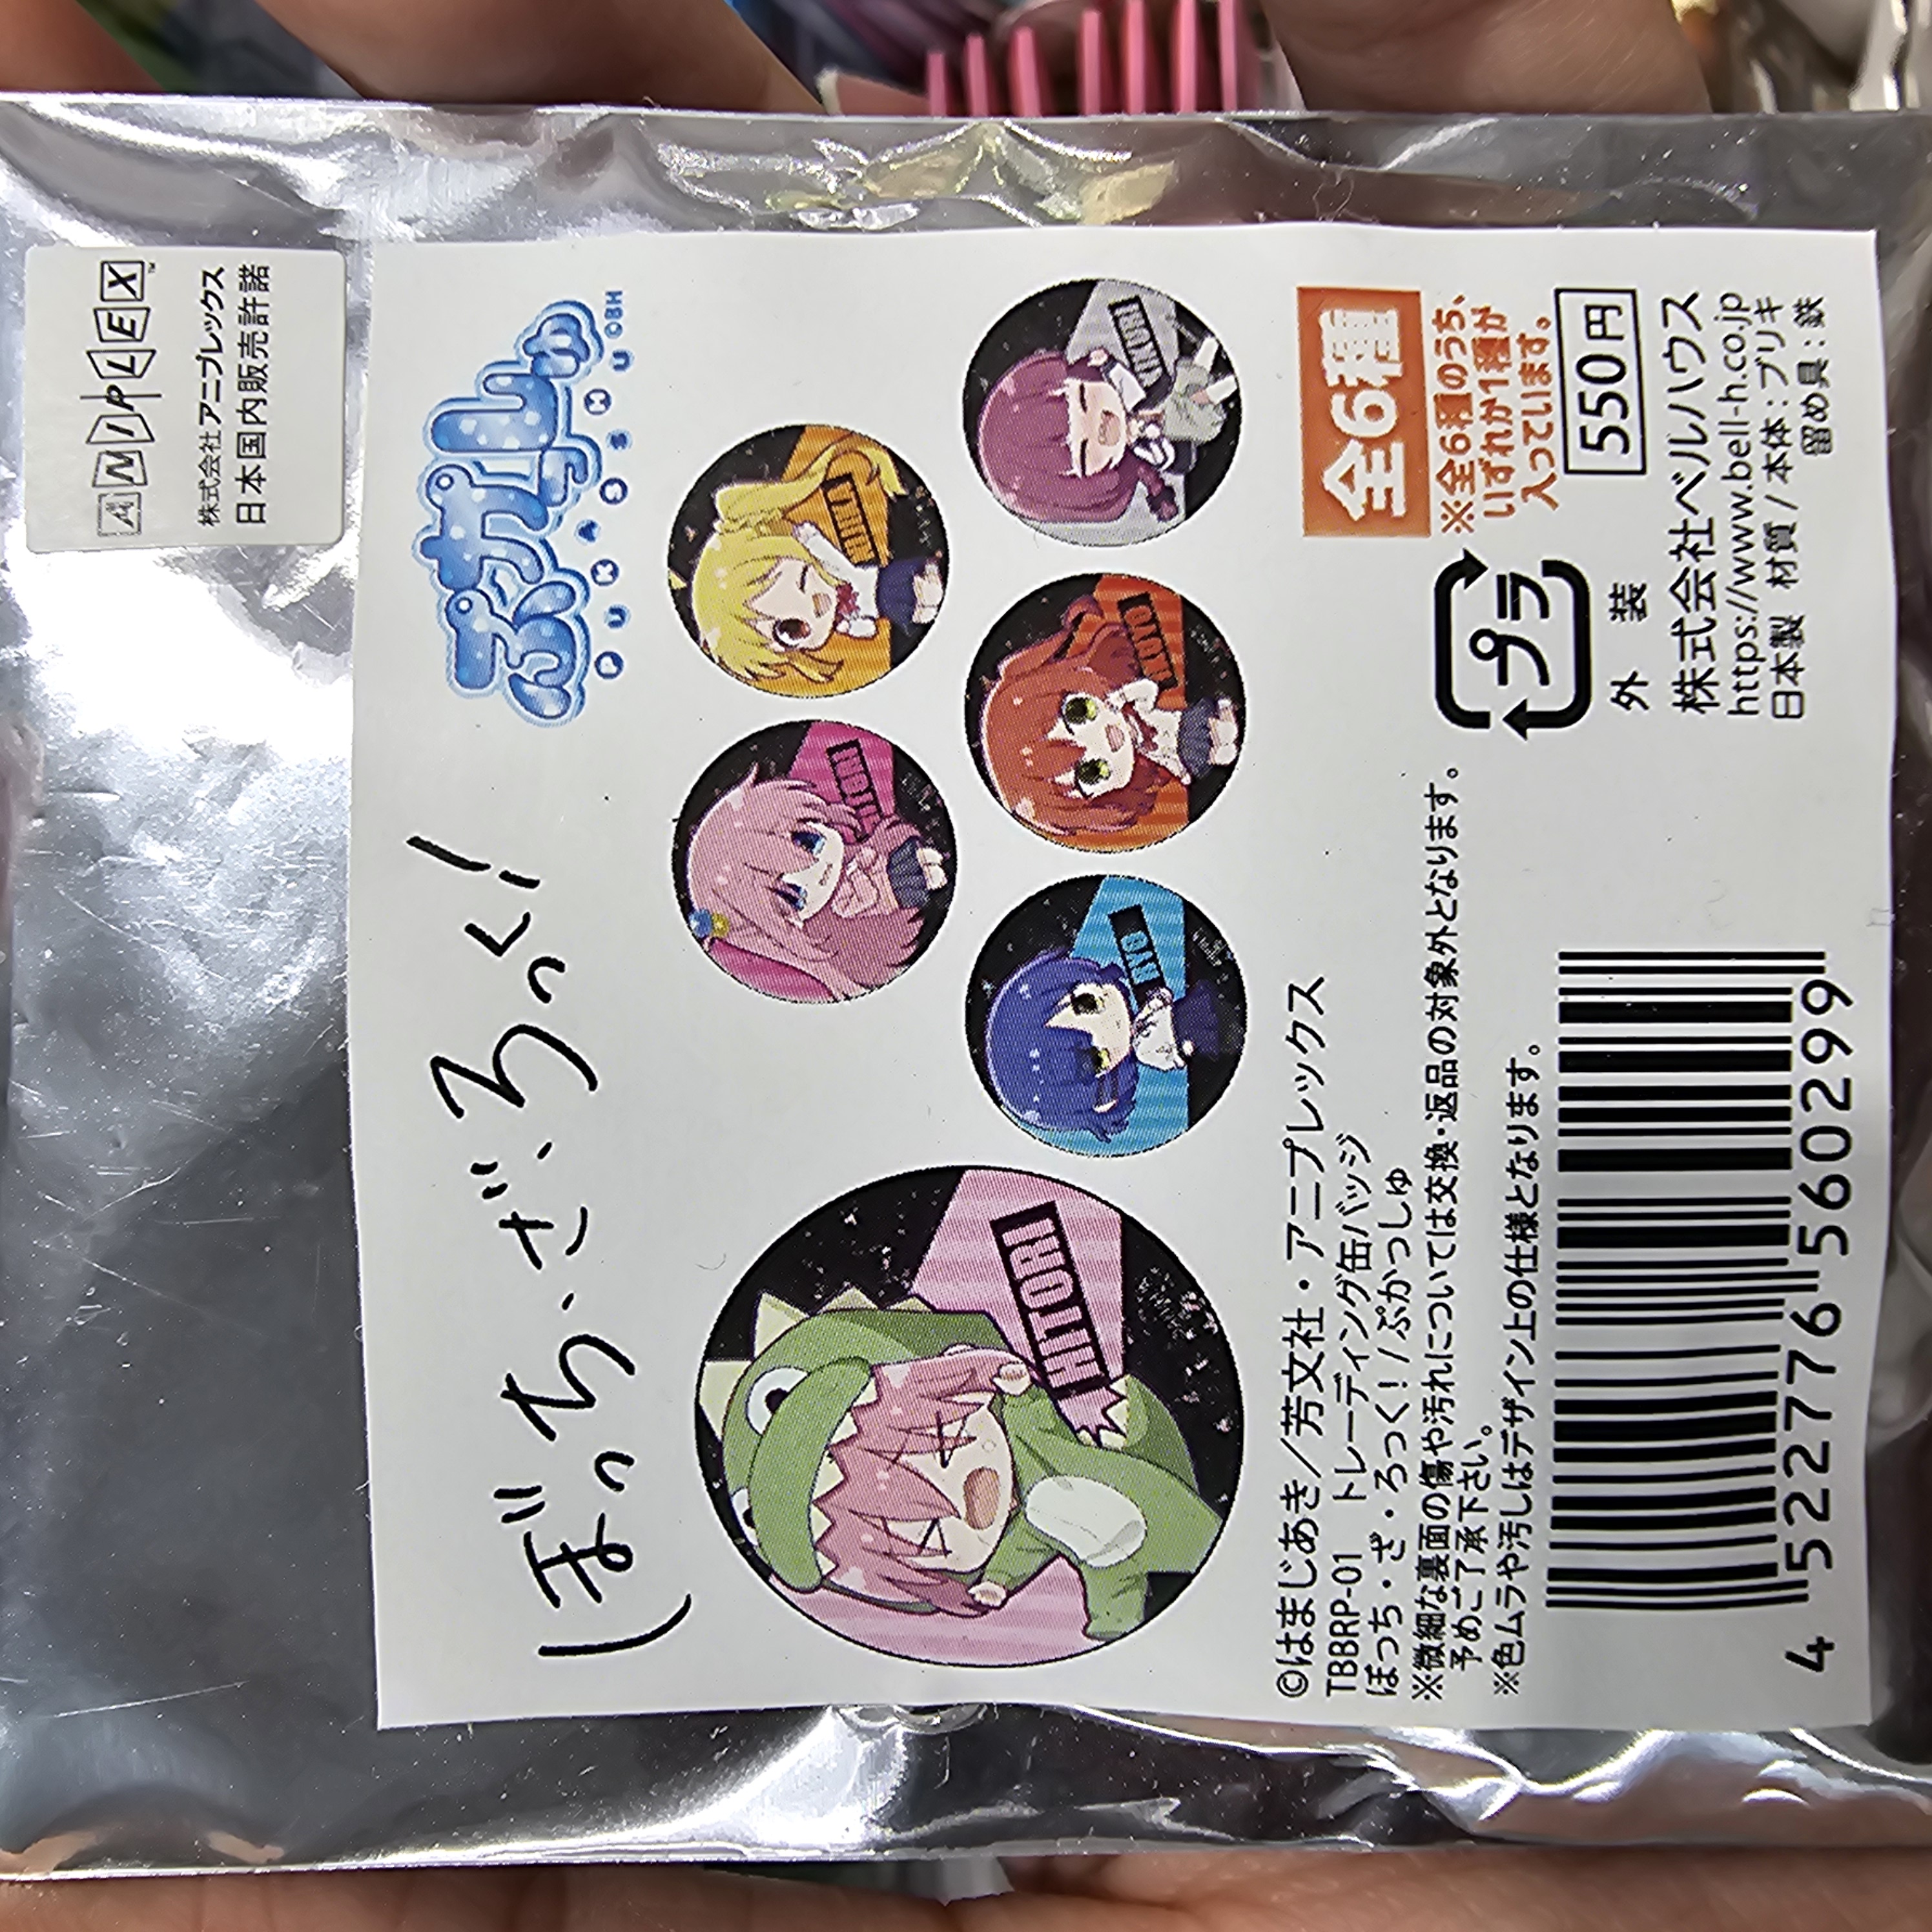 ANIPLEX™
株式会社アニプレックス
日本国内販売許諾
ぼっち・ざ・ろっく!
ぷかっしゅ
PUKASSHU ©BH
HITORI
HITORI
NIJIKA
RYO
IKUYO
KIKURI
©はまじあき/芳文社・アニプレックス
TBBRP-01 トレーディング缶バッジ
ぼっち・ざ・ろっく!/ぷかっしゅ
※微細な裏面の傷や汚れについては交換・返品の対象外となります。
予めご了承下さい。
※色ムラや汚しはデザイン上の仕様となります。
4 522776 560299
全6種
※全6種のうち、
いずれか1種が
入っています。
550円
プラ
外装
株式会社ベルハウス
https://www.bell-h.co.jp
日本製 材質/本体:ブリキ
留め具:鉄